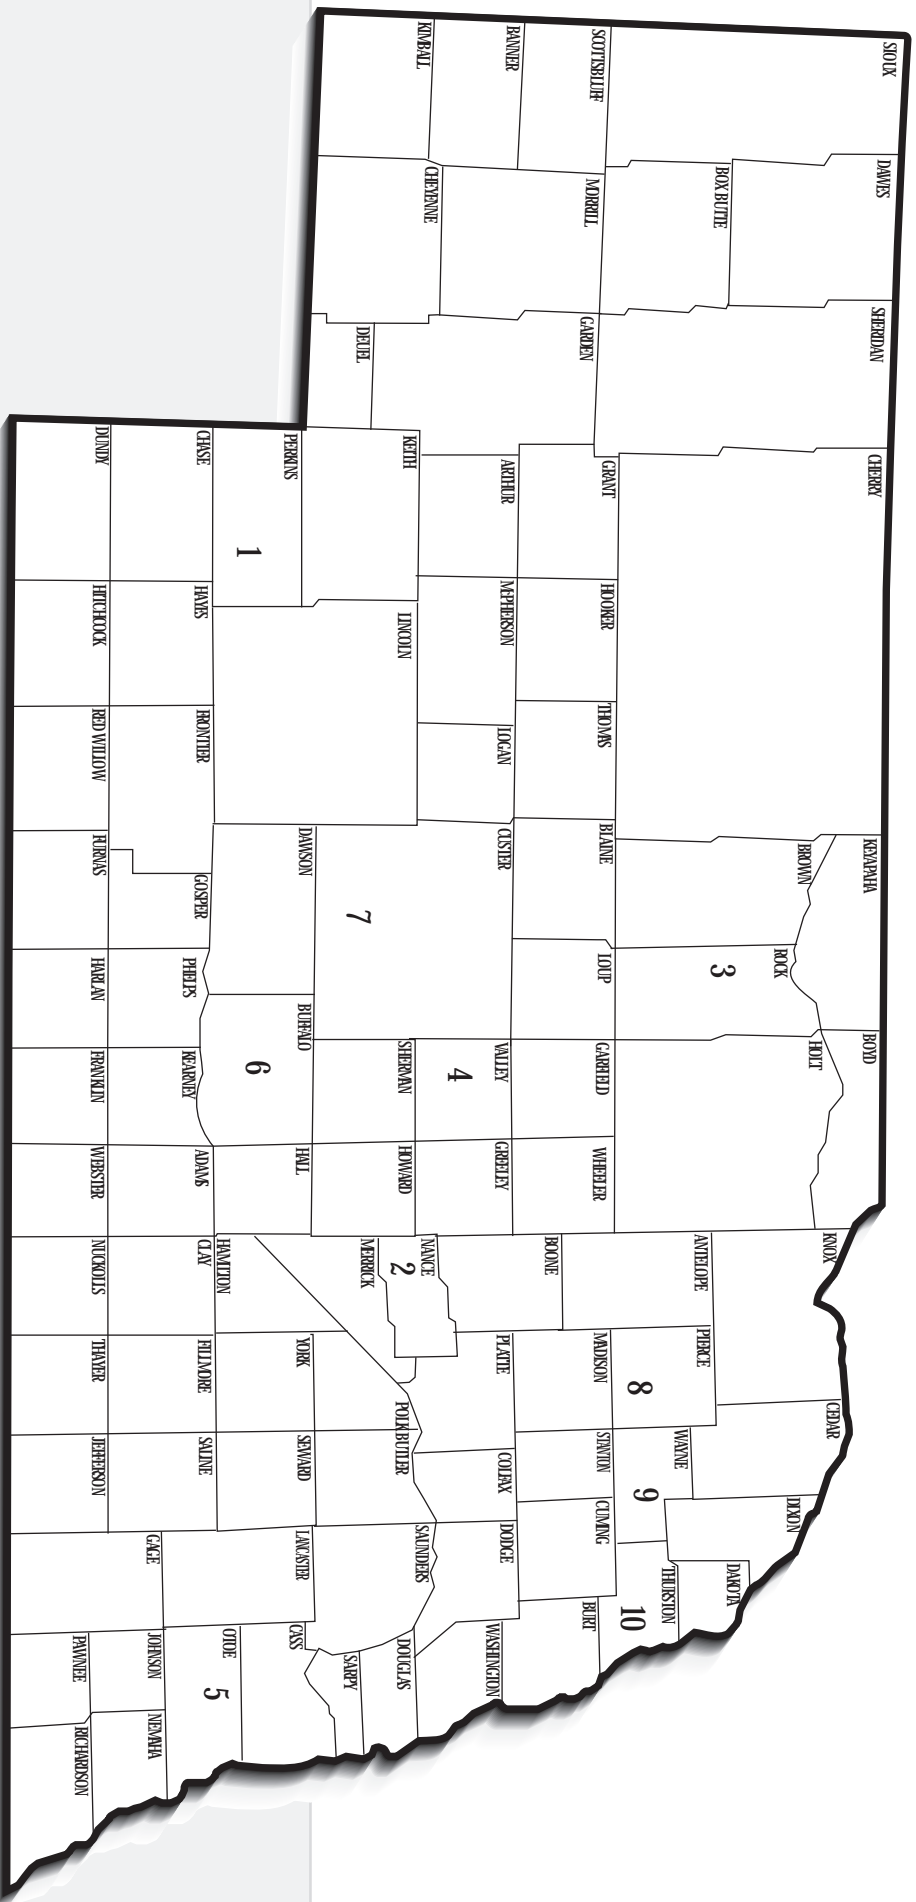 SIOUX
DAWES
SHERIDAN
CHERRY
KEYAPAHA
BOYD
BROWN
ROCK
HOLT
KNOX
CEDAR
DIXON
DAKOTA
BOX BUTTE
3
ANTELOPE
PIERCE
WAYNE
THURSTON
8
9
10
SCOTTSBLUFF
MORRILL
GARDEN
GRANT
HOOKER
THOMAS
BLAINE
LOUP
GARFIELD
WHEELER
BOONE
MADISON
STANTON
CUMING
BURT
BANNER
ARTHUR
MCPHERSON
LOGAN
CUSTER
VALLEY
GREELEY
NANCE
PLATTE
COLFAX
DODGE
WASHINGTON
4
2
KIMBALL
CHEYENNE
DEUEL
KEITH
LINCOLN
7
SHERMAN
HOWARD
MERRICK
POLK
BUTLER
SAUNDERS
DOUGLAS
SARPY
PERKINS
1
DAWSON
BUFFALO
6
HALL
HAMILTON
YORK
SEWARD
LANCASTER
CASS
OTOE
5
CHASE
HAYES
FRONTIER
GOSPER
PHELPS
KEARNEY
ADAMS
CLAY
FILLMORE
SALINE
GAGE
JOHNSON
NEMAHA
DUNDY
HITCHCOCK
RED WILLOW
FURNAS
HARLAN
FRANKLIN
WEBSTER
NUCKOLLS
THAYER
JEFFERSON
PAWNEE
RICHARDSON